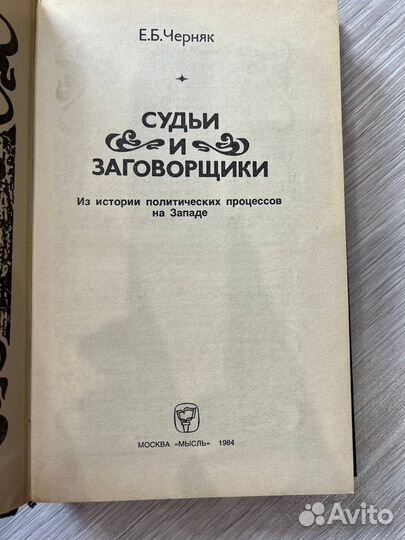 Е.Б.Черняк
СУДЬИ
И
ЗАГОВОРЩИКИ
Из истории политических процессов
на Западе
МОСКВА «МЫСЛЬ» 1984
Avito